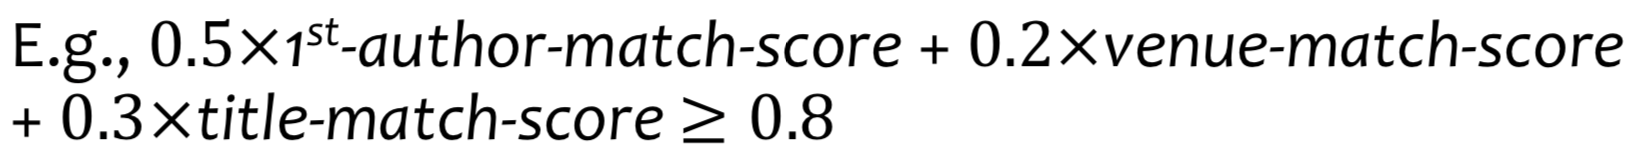 E.g., 0.5×1ˢᵗ-author-match-score + 0.2×venue-match-score
+ 0.3×title-match-score ≥ 0.8